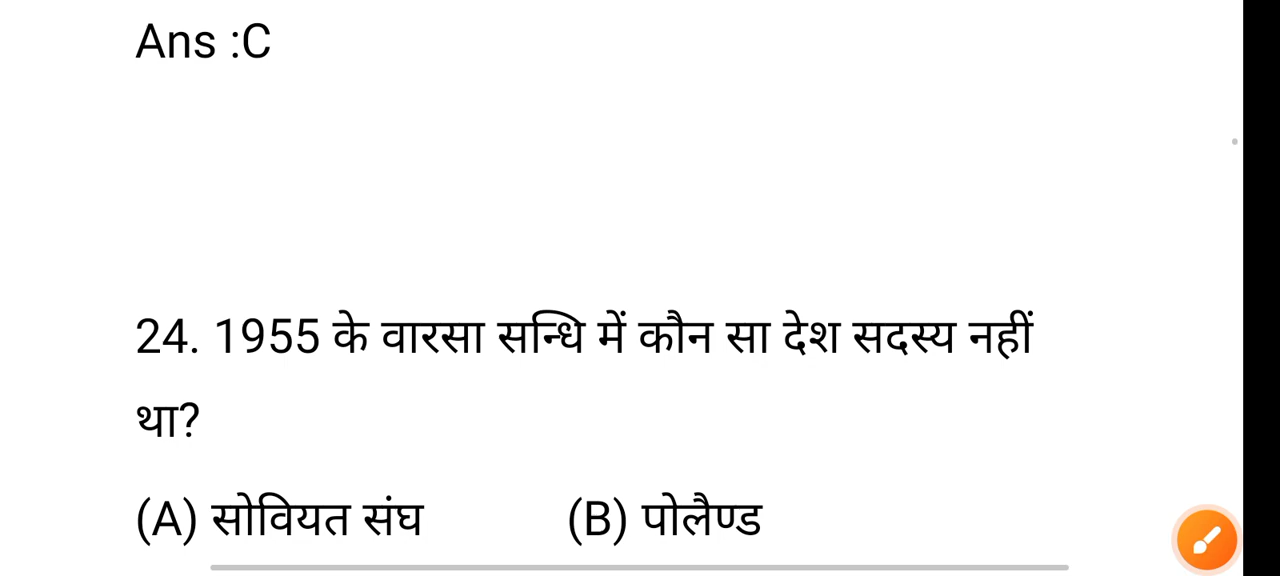 Ans :C
24. 1955 के वारसा सन्धि में कौन सा देश सदस्य नहीं
था?
(A) सोवियत संघ (B) पोलैण्ड